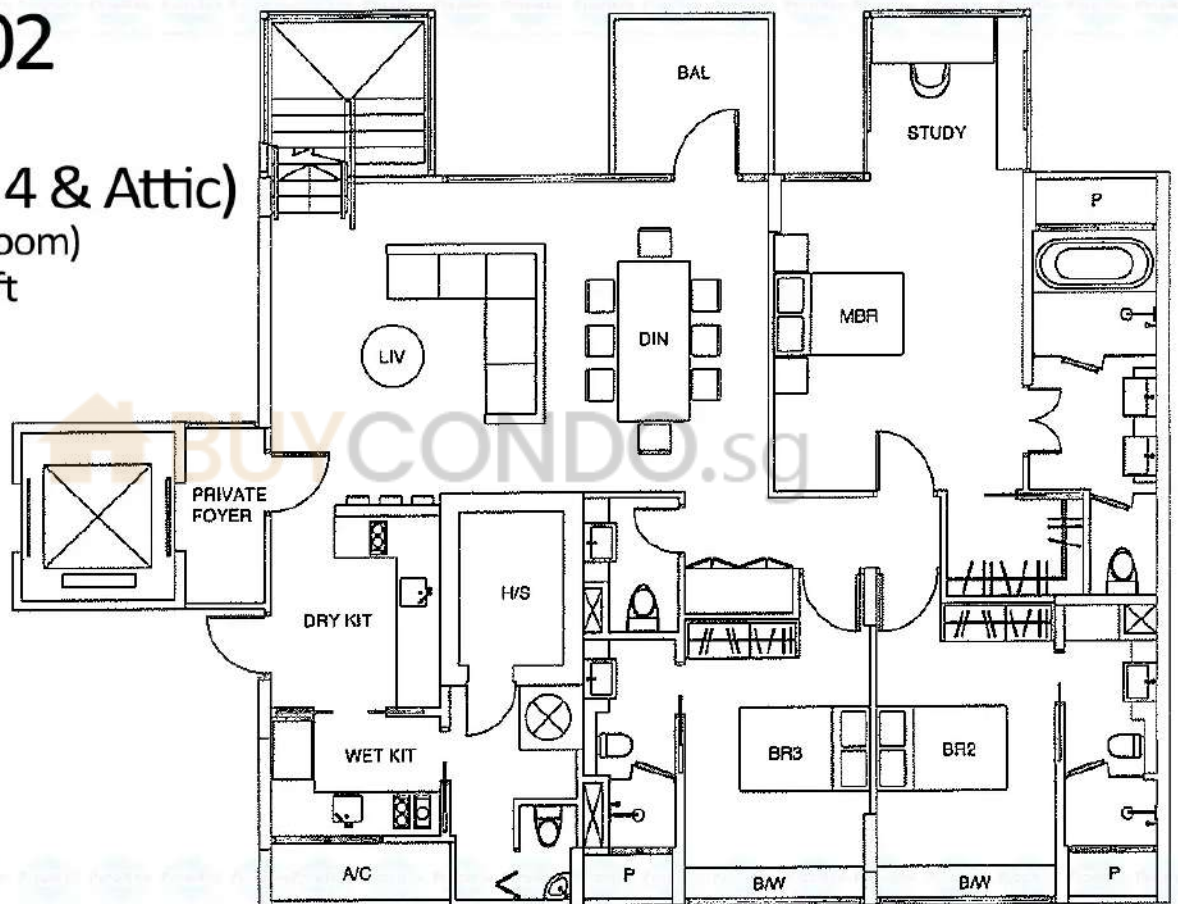 02
4 & Attic)
oom)
ft
BAL
STUDY
P
MBR
DIN
LIV
BUYCONDO.sg
PRIVATE
FOYER
H/S
DRY KIT
WET KIT
BR3
BR2
A/C
P
B/W
B/W
P